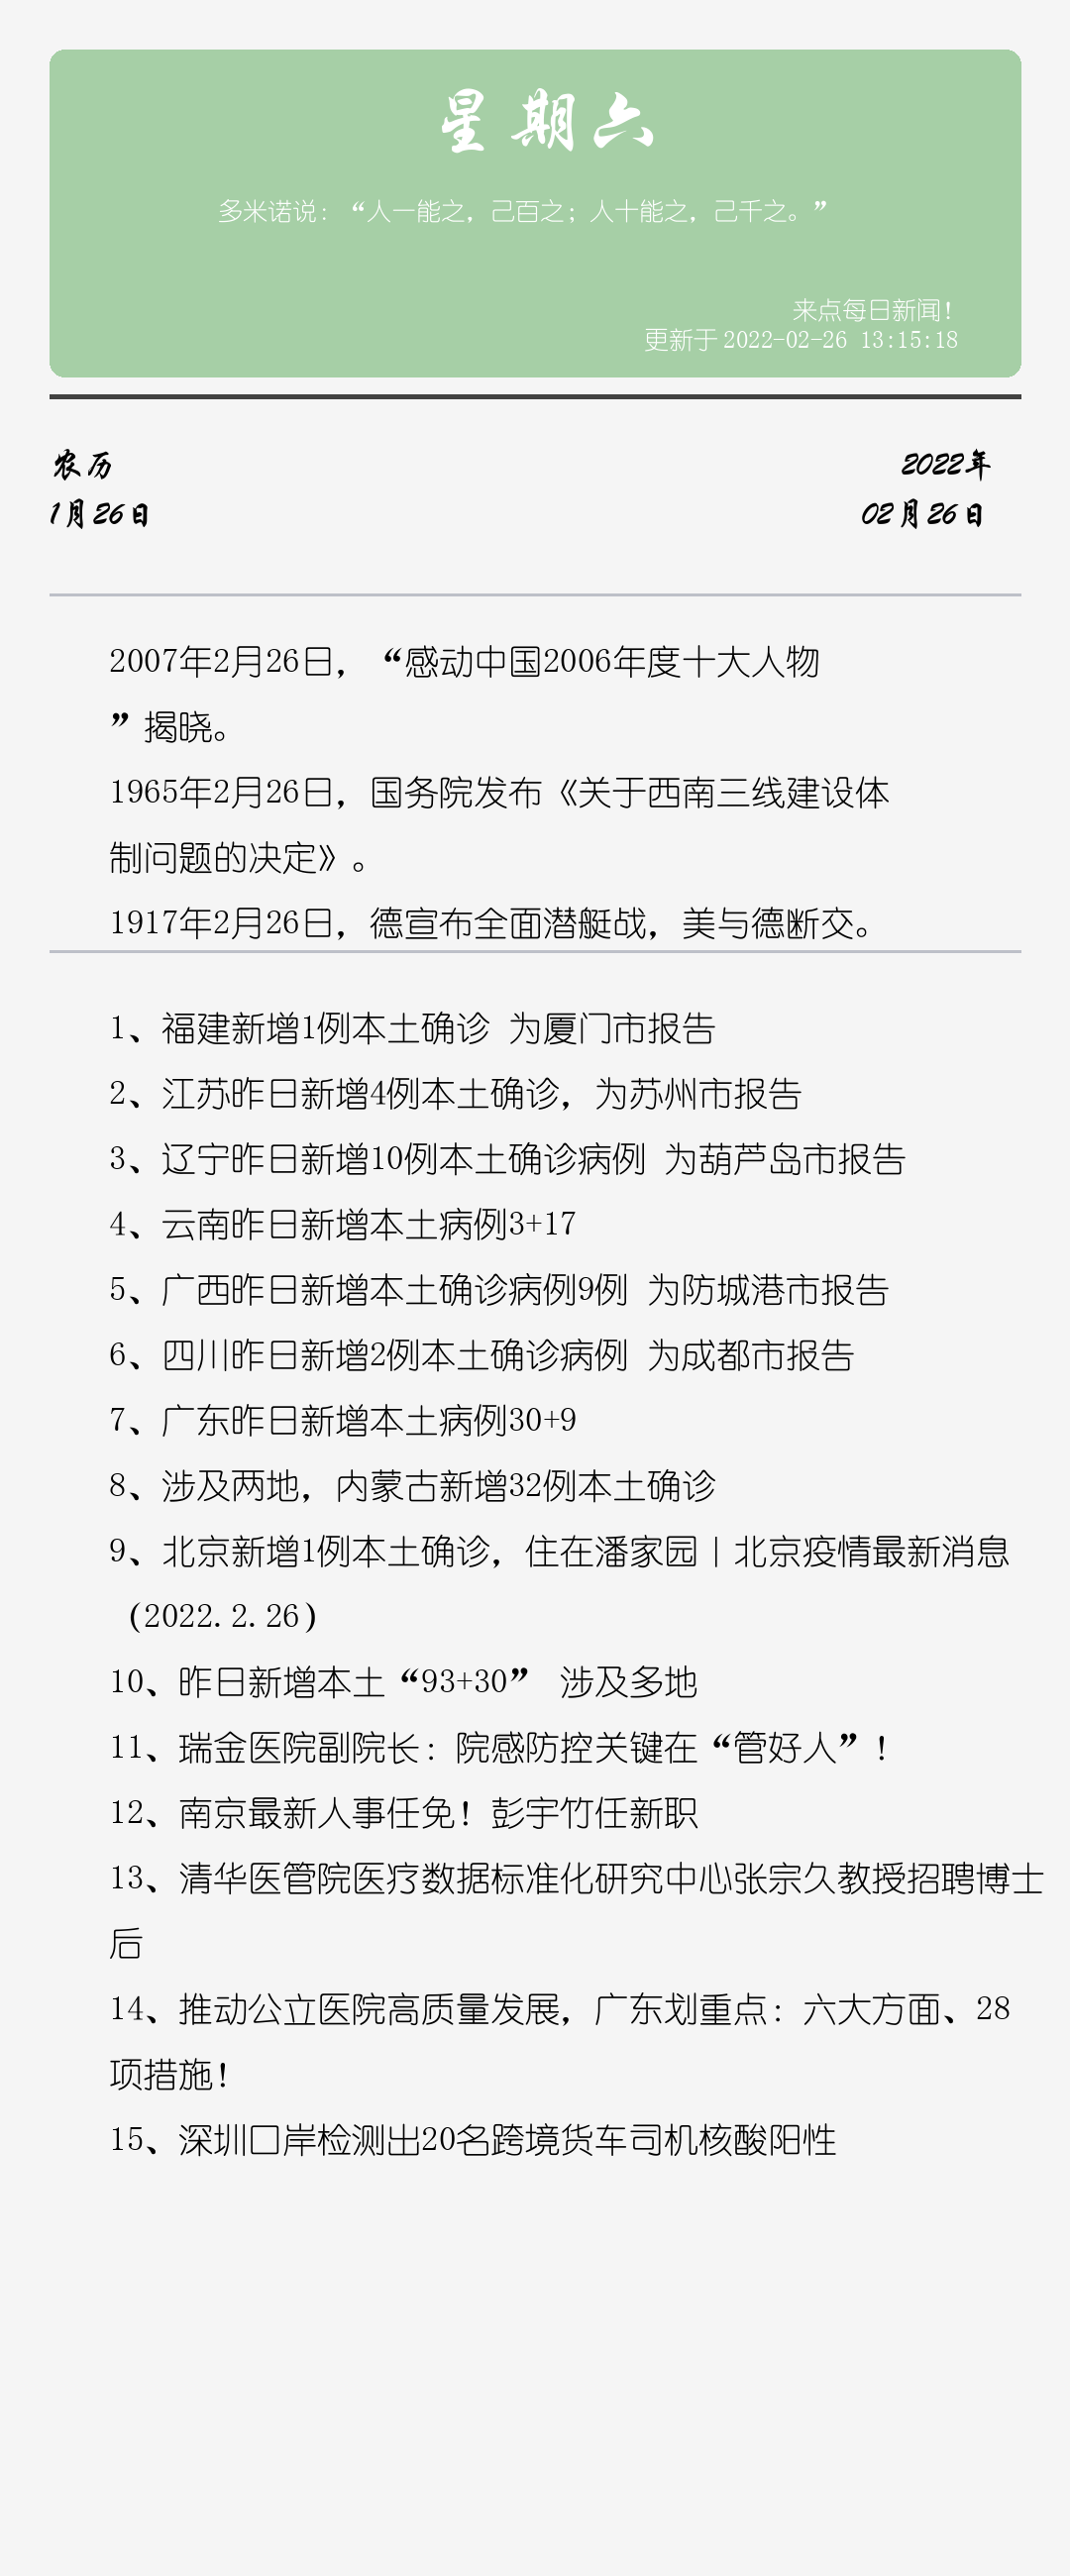 星期六
多米诺说：“人一能之，己百之；人十能之，己千之。”
来点每日新闻！
更新于 2022-02-26 13:15:18
农历
2022年
1月26日
02月26日
2007年2月26日，“感动中国2006年度十大人物
”揭晓。
1965年2月26日，国务院发布《关于西南三线建设体
制问题的决定》。
1917年2月26日，德宣布全面潜艇战，美与德断交。
1、福建新增1例本土确诊 为厦门市报告
2、江苏昨日新增4例本土确诊，为苏州市报告
3、辽宁昨日新增10例本土确诊病例 为葫芦岛市报告
4、云南昨日新增本土病例3+17
5、广西昨日新增本土确诊病例9例 为防城港市报告
6、四川昨日新增2例本土确诊病例 为成都市报告
7、广东昨日新增本土病例30+9
8、涉及两地，内蒙古新增32例本土确诊
9、北京新增1例本土确诊，住在潘家园丨北京疫情最新消息
（2022.2.26）
10、昨日新增本土“93+30” 涉及多地
11、瑞金医院副院长：院感防控关键在“管好人”！
12、南京最新人事任免！彭宇竹任新职
13、清华医管院医疗数据标准化研究中心张宗久教授招聘博士
后
14、推动公立医院高质量发展，广东划重点：六大方面、28
项措施！
15、深圳口岸检测出20名跨境货车司机核酸阳性